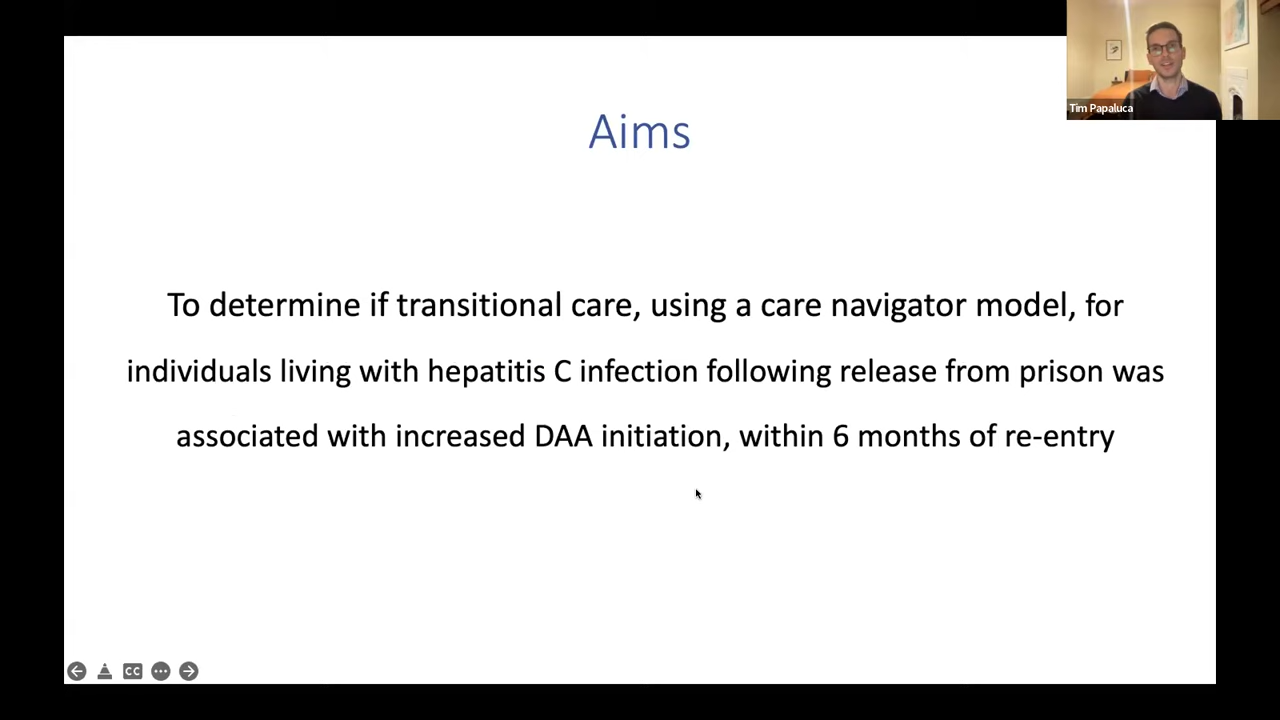 Tim Papaluca
Aims
To determine if transitional care, using a care navigator model, for
individuals living with hepatitis C infection following release from prison was
associated with increased DAA initiation, within 6 months of re-entry
CC